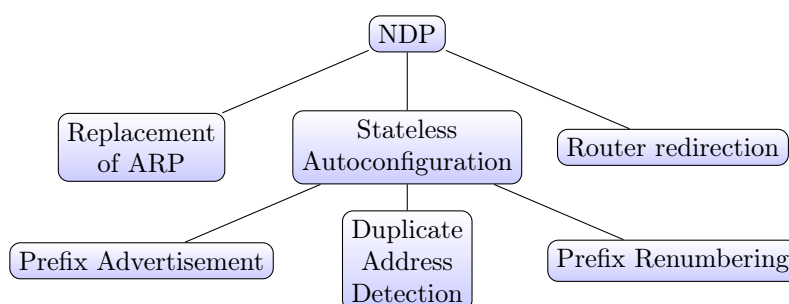 NDP
Replacement
of ARP
Stateless
Autoconfiguration
Router redirection
Prefix Advertisement
Duplicate
Address
Detection
Prefix Renumbering